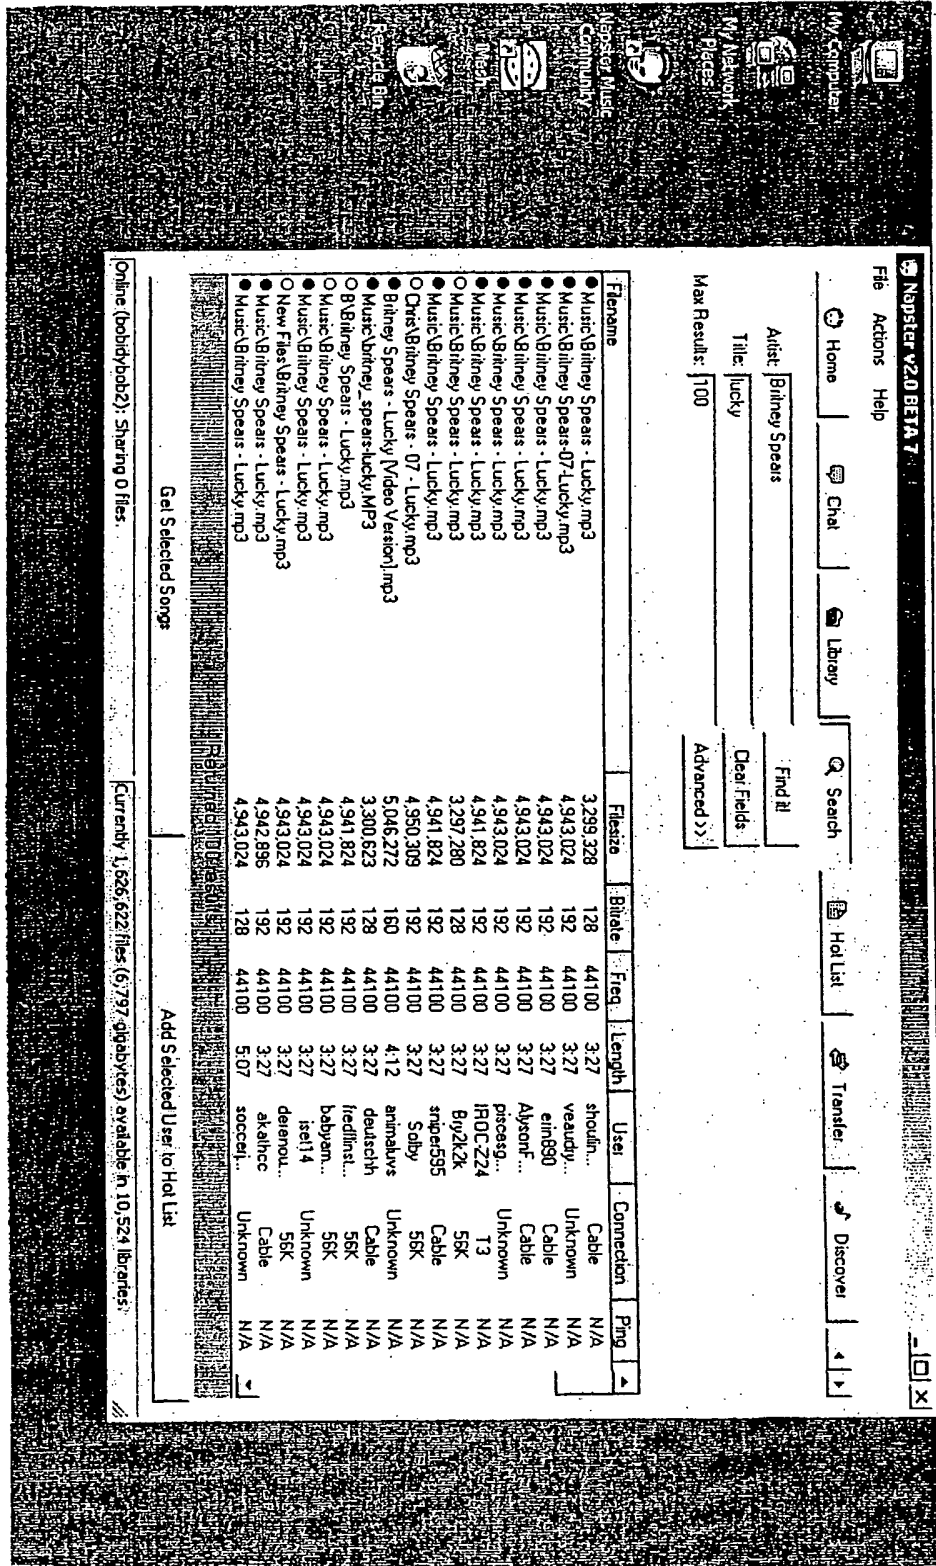 My Computer
My Network
Places
Napster Music
Community
Recycle Bin
Napster v2.0 BETA 7
File Actions Help
Home Chat Library Search Hot List Transfer Discover
Artist: Britney Spears Find it!
Title: lucky Clear Fields
Max Results: 100 Advanced >>
Filename Filesize Bitrate Freq Length User Connection Ping
Music\Britney Spears - Lucky.mp3 3,299,328 128 44100 3:27 shoulin... Cable N/A
Music\Britney Spears-07-Lucky.mp3 4,943,024 192 44100 3:27 veaudry... Unknown N/A
Music\Britney Spears - Lucky.mp3 4,943,024 192 44100 3:27 erin890 Cable N/A
Music\Britney Spears - Lucky.mp3 4,943,024 192 44100 3:27 AlysonF... Cable N/A
Music\Britney Spears - Lucky.mp3 4,943,024 192 44100 3:27 piscesg... Unknown N/A
Music\Britney Spears - Lucky.mp3 4,941,824 192 44100 3:27 IROC-Z24 T3 N/A
Music\Britney Spears - Lucky.mp3 3,297,280 128 44100 3:27 Bry2k2k 56K N/A
Music\Britney Spears - Lucky.mp3 4,941,824 192 44100 3:27 sniper595 Cable N/A
Chris\Britney Spears - 07 - Lucky.mp3 4,950,309 192 44100 3:27 Solby 56K N/A
Britney Spears - Lucky [Video Version].mp3 5,046,272 160 44100 4:12 animaluvs Unknown N/A
Music\britney_spears-lucky.MP3 3,300,623 128 44100 3:27 deutschh Cable N/A
B\Britney Spears - Lucky.mp3 4,941,824 192 44100 3:27 fredllinst... 56K N/A
Music\Britney Spears - Lucky.mp3 4,943,024 192 44100 3:27 babyam... 56K N/A
Music\Britney Spears - Lucky.mp3 4,943,024 192 44100 3:27 iset14 Unknown N/A
New Files\Britney Spears - Lucky.mp3 4,943,024 192 44100 3:27 derenou... 56K N/A
Music\Britney Spears - Lucky.mp3 4,942,896 192 44100 3:27 akathcc Cable N/A
Music\Britney Spears - Lucky.mp3 4,943,024 128 44100 5:07 soccerj... Unknown N/A
Returned 100 results.
Get Selected Songs Add Selected User to Hot List
Online (bobidybob2): Sharing 0 files. Currently 1,626,622 files (6,797 gigabytes) available in 10,524 libraries.